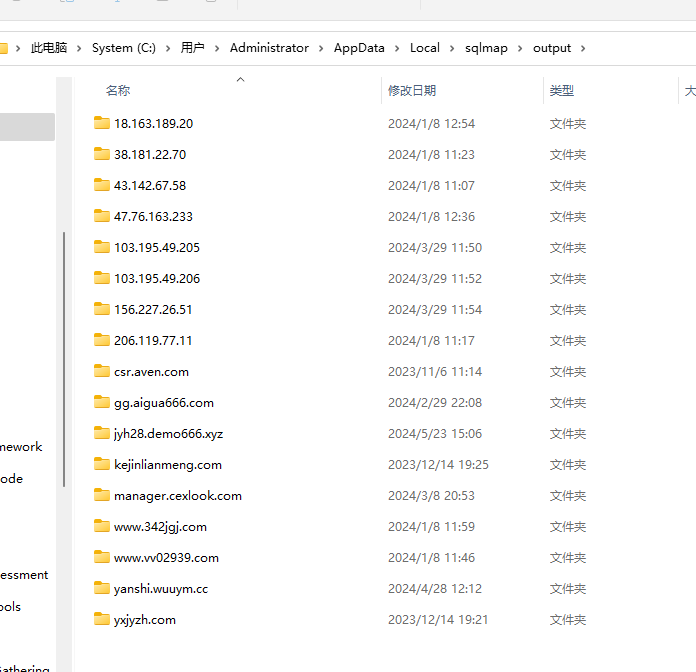 此电脑 > System (C:) > 用户 > Administrator > AppData > Local > sqlmap > output >
名称 修改日期 类型 大
18.163.189.20 2024/1/8 12:54 文件夹
38.181.22.70 2024/1/8 11:23 文件夹
43.142.67.58 2024/1/8 11:07 文件夹
47.76.163.233 2024/1/8 12:36 文件夹
103.195.49.205 2024/3/29 11:50 文件夹
103.195.49.206 2024/3/29 11:52 文件夹
156.227.26.51 2024/3/29 11:54 文件夹
206.119.77.11 2024/1/8 11:17 文件夹
csr.aven.com 2023/11/6 11:14 文件夹
gg.aigua666.com 2024/2/29 22:08 文件夹
jyh28.demo666.xyz 2024/5/23 15:06 文件夹
mework kejinlianmeng.com 2023/12/14 19:25 文件夹
ode manager.cexlook.com 2024/3/8 20:53 文件夹
www.342jgj.com 2024/1/8 11:59 文件夹
www.vv02939.com 2024/1/8 11:46 文件夹
essment yanshi.wuuym.cc 2024/4/28 12:12 文件夹
ools yxjyzh.com 2023/12/14 19:21 文件夹
athering